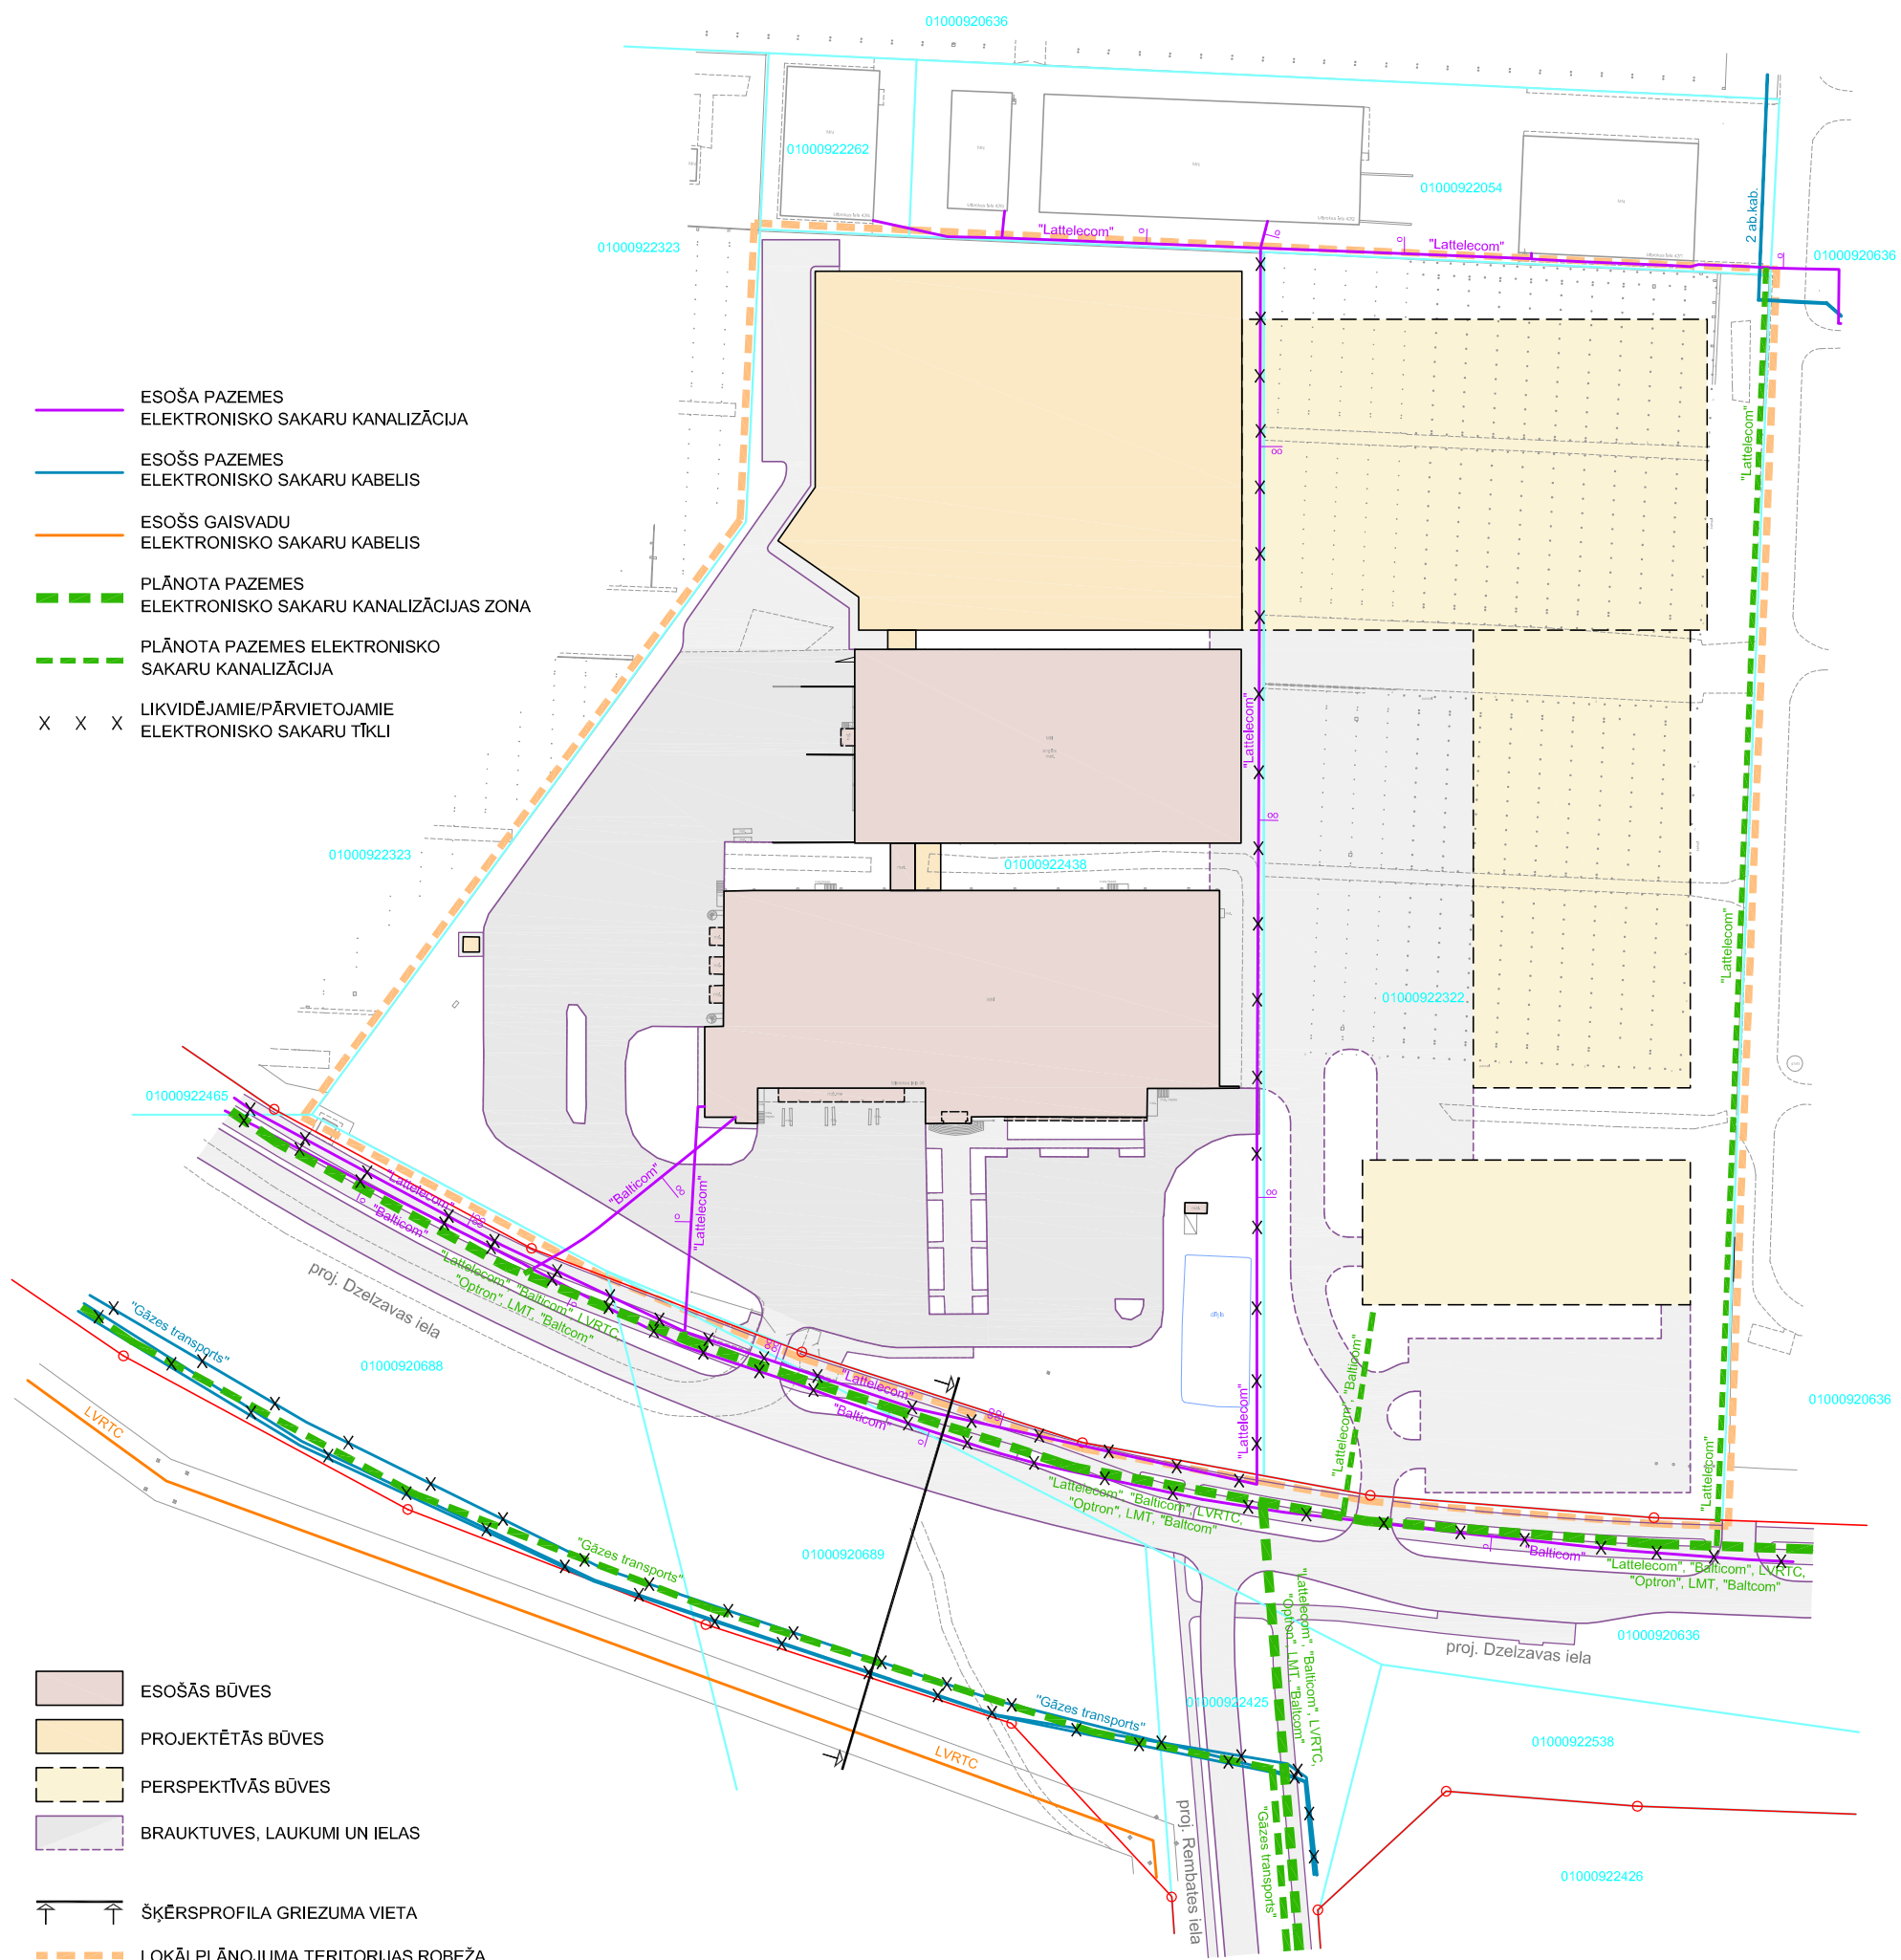 01000920636
01000922262
01000922054
2 ab.kab.
01000922323
"Lattelecom"
"Lattelecom"
01000920636
ESOŠA PAZEMES
ELEKTRONISKO SAKARU KANALIZĀCIJA
ESOŠS PAZEMES
ELEKTRONISKO SAKARU KABELIS
ESOŠS GAISVADU
ELEKTRONISKO SAKARU KABELIS
PLĀNOTA PAZEMES
ELEKTRONISKO SAKARU KANALIZĀCIJAS ZONA
PLĀNOTA PAZEMES ELEKTRONISKO
SAKARU KANALIZĀCIJA
X X X
LIKVIDĒJAMIE/PĀRVIETOJAMIE
ELEKTRONISKO SAKARU TĪKLI
"Lattelecom"
"Lattelecom"
01000922323
01000922438
"Lattelecom"
01000922322
01000922465
"Lattelecom"
"Balticom"
"Balticom"
"Lattelecom"
"Lattelecom", "Balticom", LVRTC,
"Optron", LMT, "Baltcom"
proj. Dzelzavas iela
"Gāzes transports"
01000920688
LVRTC
"Lattelecom"
"Balticom"
"Lattelecom"
"Lattelecom", "Balticom"
01000920636
"Lattelecom"
"Lattelecom", "Balticom", LVRTC,
"Optron", LMT, "Baltcom"
"Balticom"
"Lattelecom", "Balticom", LVRTC,
"Optron", LMT, "Baltcom"
"Gāzes transports"
01000920689
"Lattelecom", "Balticom", LVRTC,
"Optron", LMT, "Baltcom"
01000920636
proj. Dzelzavas iela
01000922425
"Gāzes transports"
01000922538
LVRTC
proj. Rembates iela
"Gāzes transports"
01000922426
ESOŠĀS BŪVES
PROJEKTĒTĀS BŪVES
PERSPEKTĪVĀS BŪVES
BRAUKTUVES, LAUKUMI UN IELAS
ŠĶĒRSPROFILA GRIEZUMA VIETA
LOKĀLPLĀNOJUMA TERITORIJAS ROBEŽA